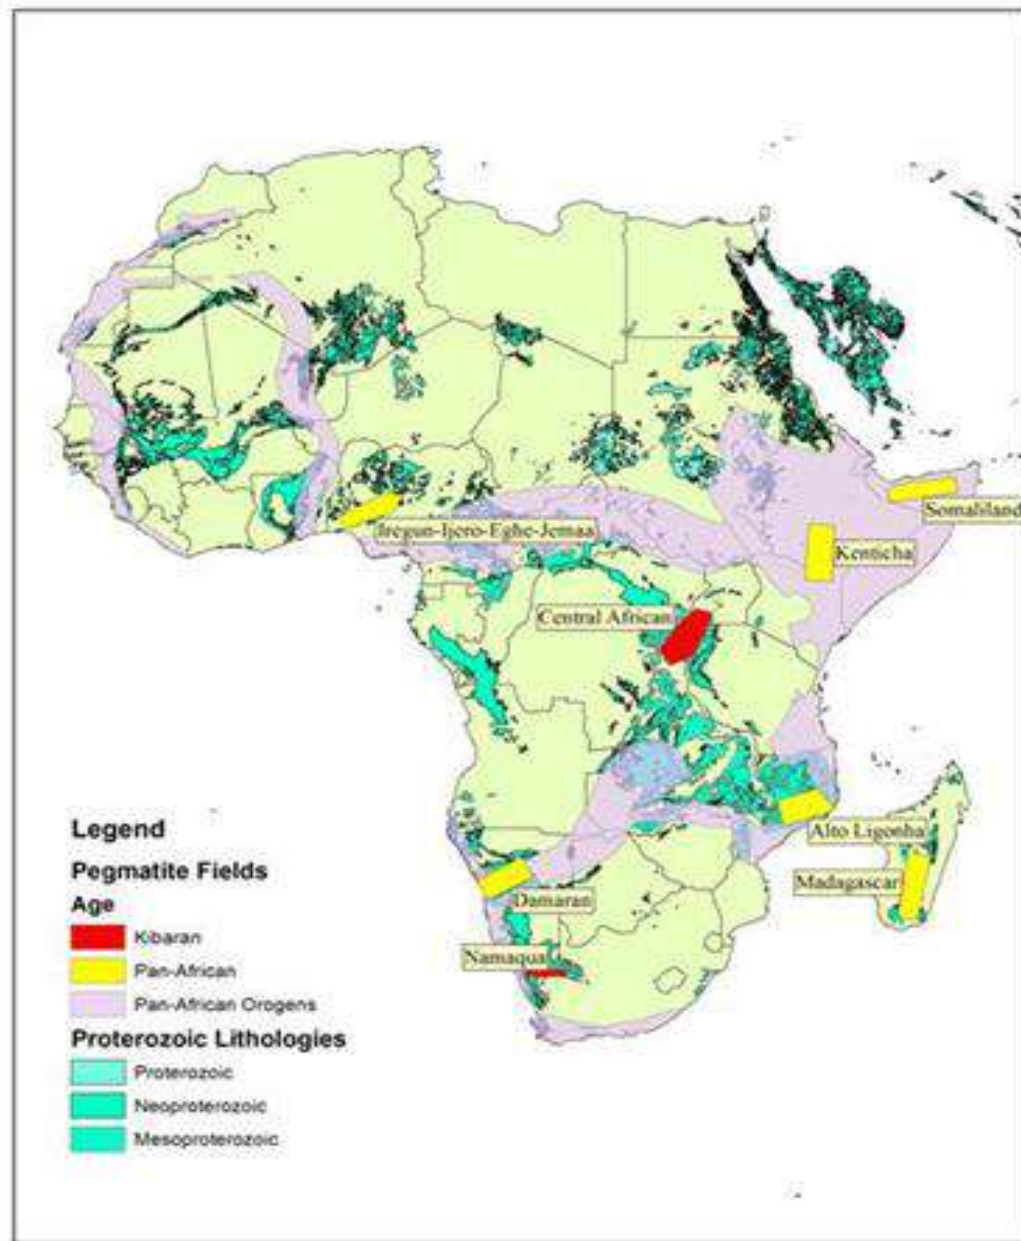 Somaliland
Iregun-Ijero-Eghe-Jemaa
Kenticha
Central African
Alto Ligonha
Madagascar
Damaran
Namaqua
Legend
Pegmatite Fields
Age
Kibaran
Pan-African
Pan-African Orogens
Proterozoic Lithologies
Proterozoic
Neoproterozoic
Mesoproterozoic